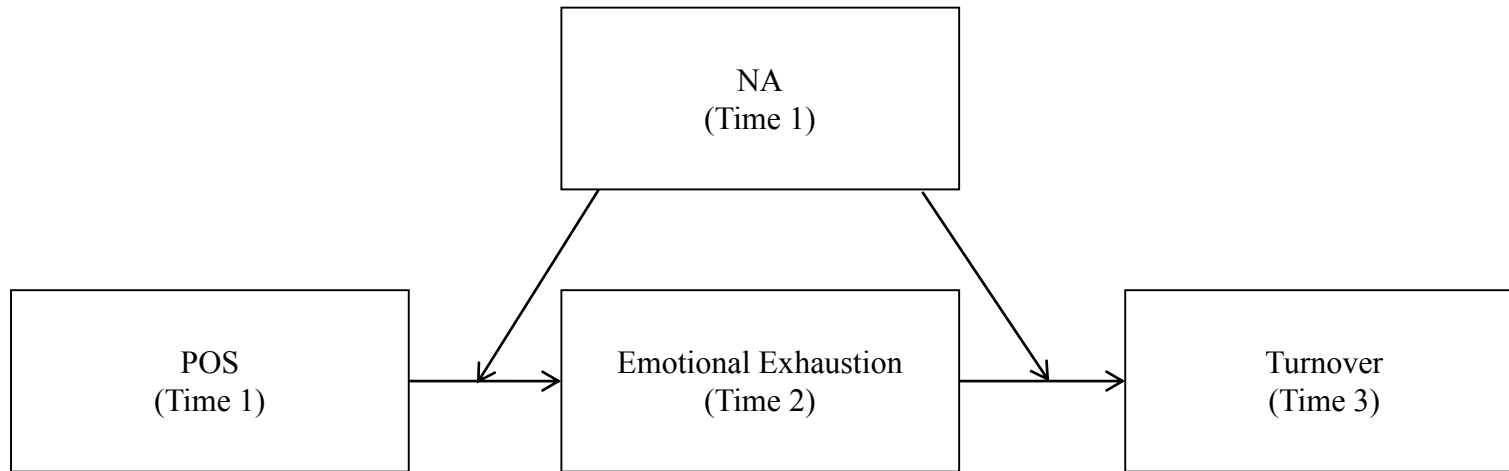 NA
(Time 1)
POS
(Time 1)
Emotional Exhaustion
(Time 2)
Turnover
(Time 3)